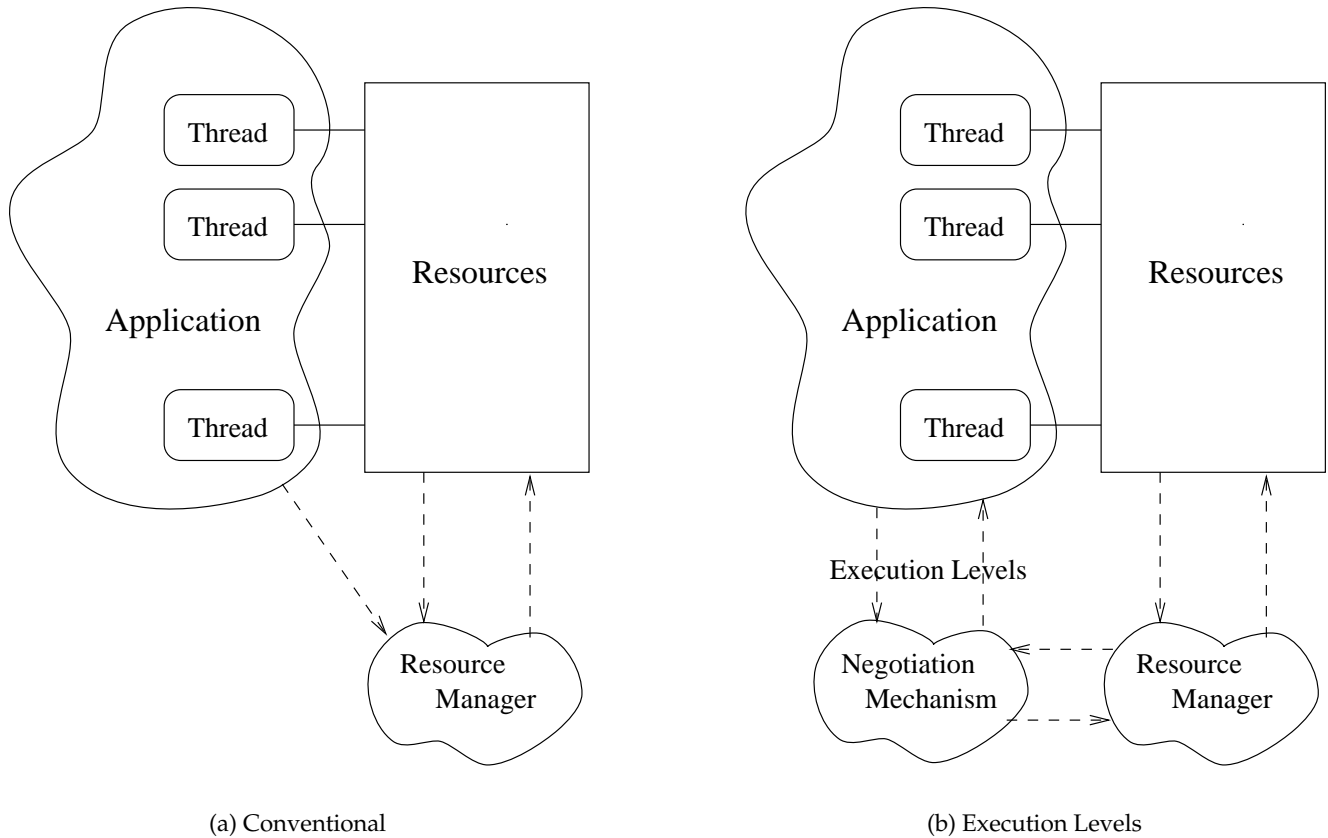 Thread
Thread
Resources
Application
Thread
Resource
Manager
(a) Conventional
Thread
Thread
Resources
Application
Thread
Execution Levels
Negotiation
Mechanism
Resource
Manager
(b) Execution Levels